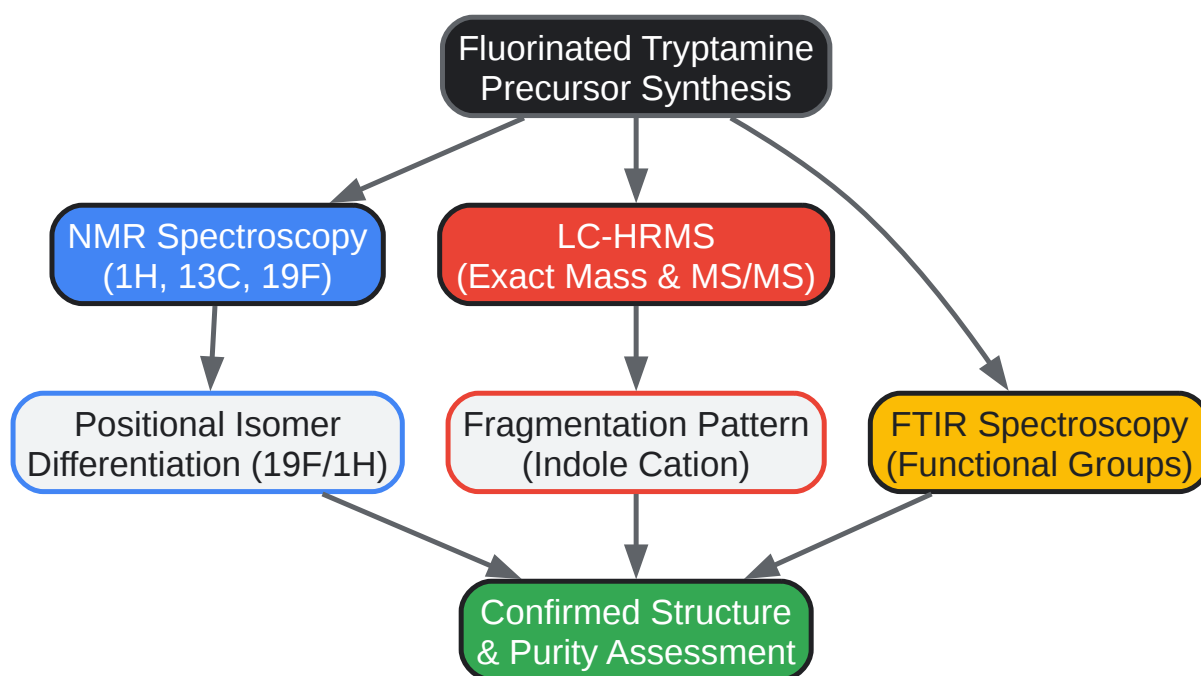 Fluorinated Tryptamine
Precursor Synthesis
NMR Spectroscopy
(1H, 13C, 19F)
LC-HRMS
(Exact Mass & MS/MS)
Positional Isomer
Differentiation (19F/1H)
Fragmentation Pattern
(Indole Cation)
FTIR Spectroscopy
(Functional Groups)
Confirmed Structure
& Purity Assessment